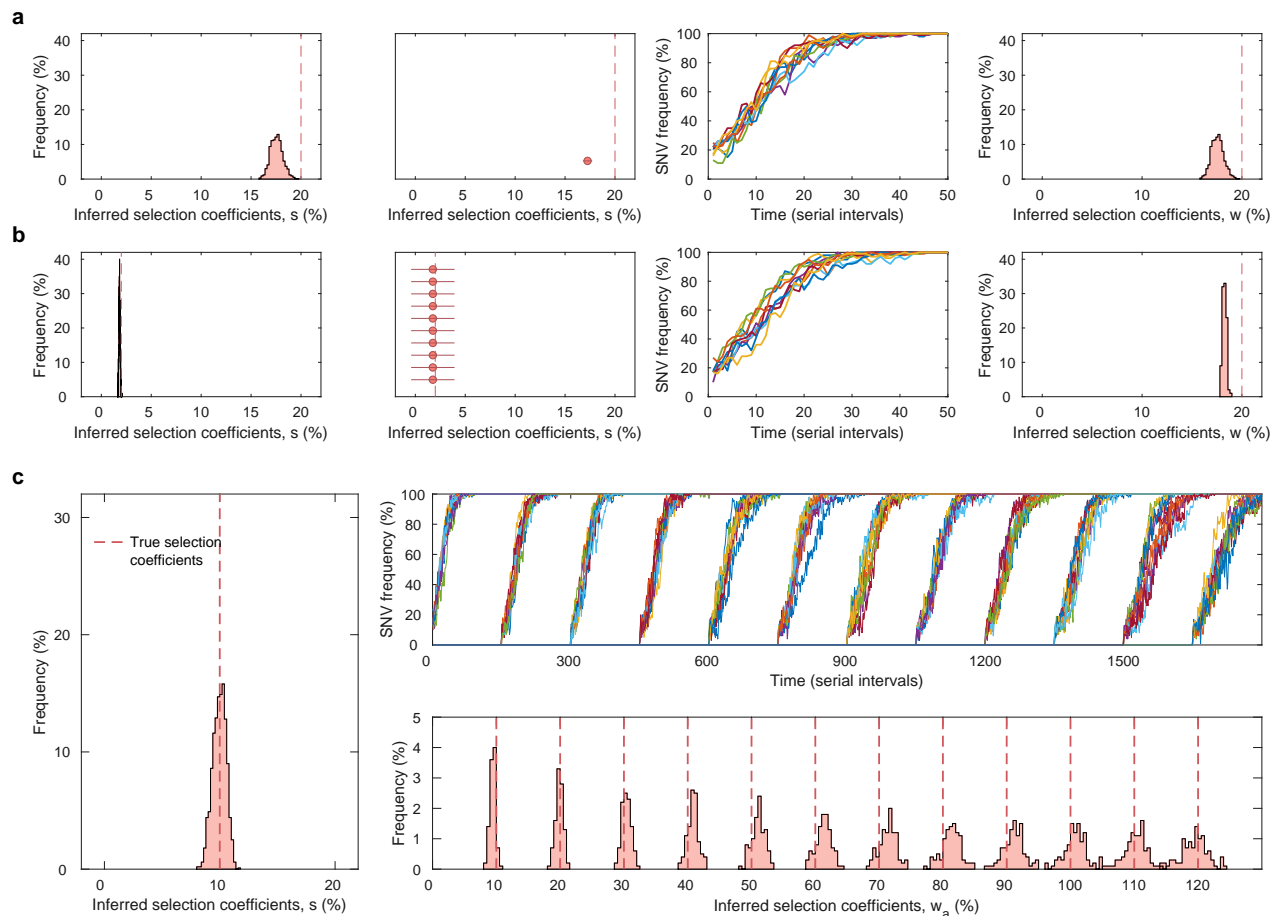 a
40
30
20
10
0
Frequency (%)
0 5 10 15 20
Inferred selection coefficients, s (%)
0 5 10 15 20
Inferred selection coefficients, s (%)
100
80
60
40
20
0
SNV frequency (%)
0 10 20 30 40 50
Time (serial intervals)
40
30
20
10
0
Frequency (%)
0 5 10 15 20
Inferred selection coefficients, w (%)
b
40
30
20
10
0
Frequency (%)
0 5 10 15 20
Inferred selection coefficients, s (%)
0 5 10 15 20
Inferred selection coefficients, s (%)
100
80
60
40
20
0
SNV frequency (%)
0 10 20 30 40 50
Time (serial intervals)
40
30
20
10
0
Frequency (%)
0 5 10 15 20
Inferred selection coefficients, w (%)
c
30
20
10
0
Frequency (%)
True selection
coefficients
0 10 20
Inferred selection coefficients, s (%)
100
80
60
40
20
0
SNV frequency (%)
0 300 600 900 1200 1500
Time (serial intervals)
5
4
3
2
1
0
Frequency (%)
0 10 20 30 40 50 60 70 80 90 100 110 120
Inferred selection coefficients, w_a (%)